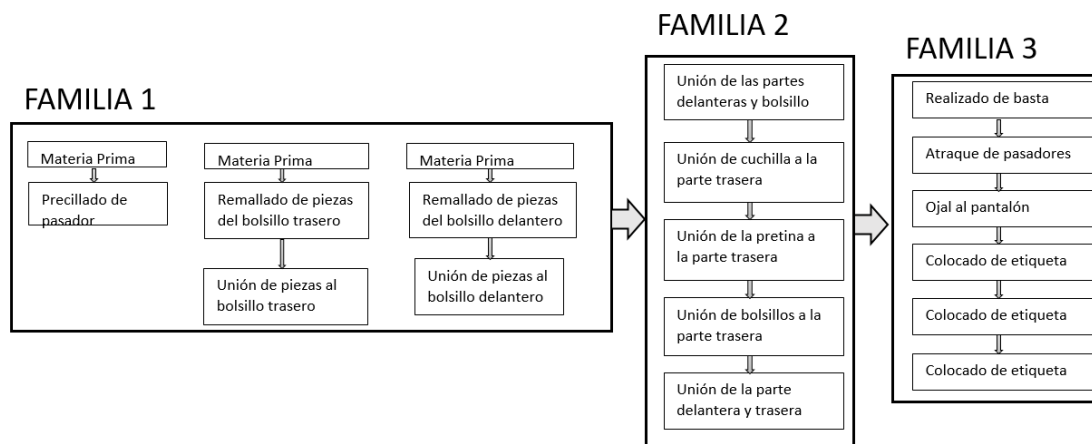 FAMILIA 1
Materia Prima
Precillado de
pasador
Materia Prima
Remallado de piezas
del bolsillo trasero
Unión de piezas al
bolsillo trasero
Materia Prima
Remallado de piezas
del bolsillo delantero
Unión de piezas al
bolsillo delantero
FAMILIA 2
Unión de las partes
delanteras y bolsillo
Unión de cuchilla a la
parte trasera
Unión de la pretina a
la parte trasera
Unión de bolsillos a la
parte trasera
Unión de la parte
delantera y trasera
FAMILIA 3
Realizado de basta
Atraque de pasadores
Ojal al pantalón
Colocado de etiqueta
Colocado de etiqueta
Colocado de etiqueta